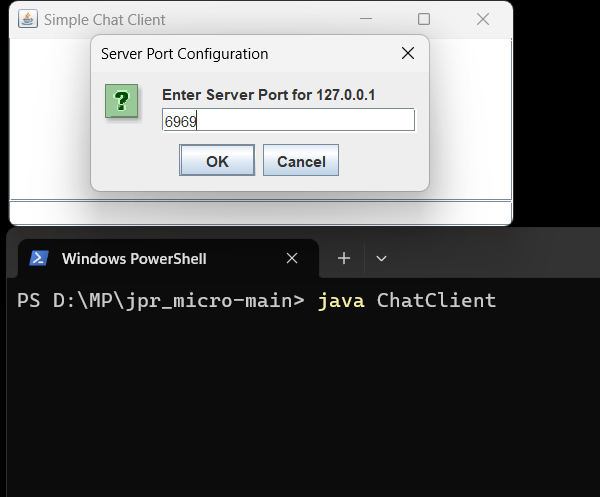 Simple Chat Client
Server Port Configuration
?
Enter Server Port for 127.0.0.1
6969
OK
Cancel
Windows PowerShell
PS D:\MP\jpr_micro-main> java ChatClient